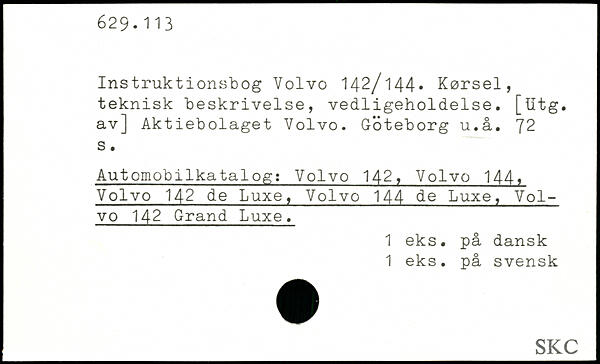 629.113
Instruktionsbog Volvo 142/144. Kørsel,
teknisk beskrivelse, vedligeholdelse. [Utg.
av] Aktiebolaget Volvo. Göteborg u.å. 72
s.
Automobilkatalog: Volvo 142, Volvo 144,
Volvo 142 de Luxe, Volvo 144 de Luxe, Vol-
vo 142 Grand Luxe.
1 eks. på dansk
1 eks. på svensk
SKC